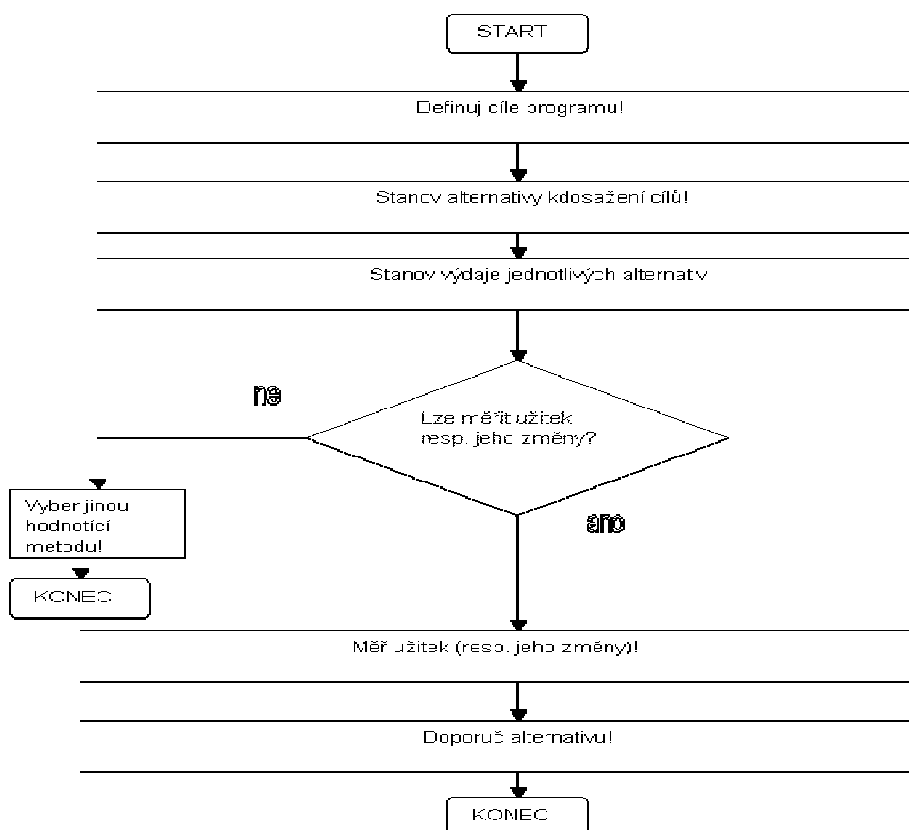 START
Definuj cíle programu!
Stanov alternativy kdosažení cílů!
Stanov výdaje jednotlivých alternativ
ne
Lze měřit užitek
resp. jeho změny?
Vyber jinou
hodnotící
metodu!
ano
KONEC
Měř užitek (resp. jeho změny)!
Doporuč alternativu!
KONEC